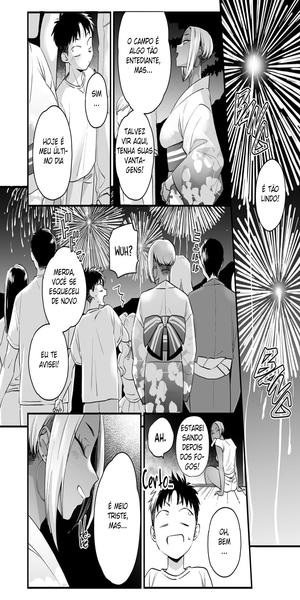 É TÃO
LINDO!
O CAMPO É
ALGO TÃO
ENTEDIANTE,
MAS...
TALVEZ
VIR AQUI,
TENHA SUAS
VANTA-
GENS!
SIM
...
HOJE É
MEU ÚLTI-
MO DIA
WUH?
MERDA,
VOCÊ SE
ESQUECEU
DE NOVO
EU TE
AVISEI!
ESTAREI
SAINDO
DEPOIS
DOS
FOGOS!
AH.
Certo...
OH,
BEM
...
É MEIO
TRISTE,
MAS...